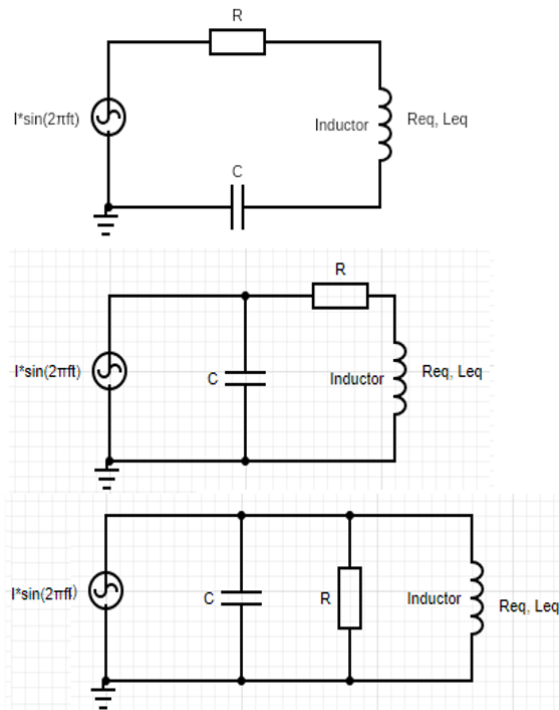 R
I*sin(2πft)
Inductor
Req, Leq
C
R
I*sin(2πft)
C
Inductor
Req, Leq
I*sin(2πft)
C
R
Inductor
Req, Leq